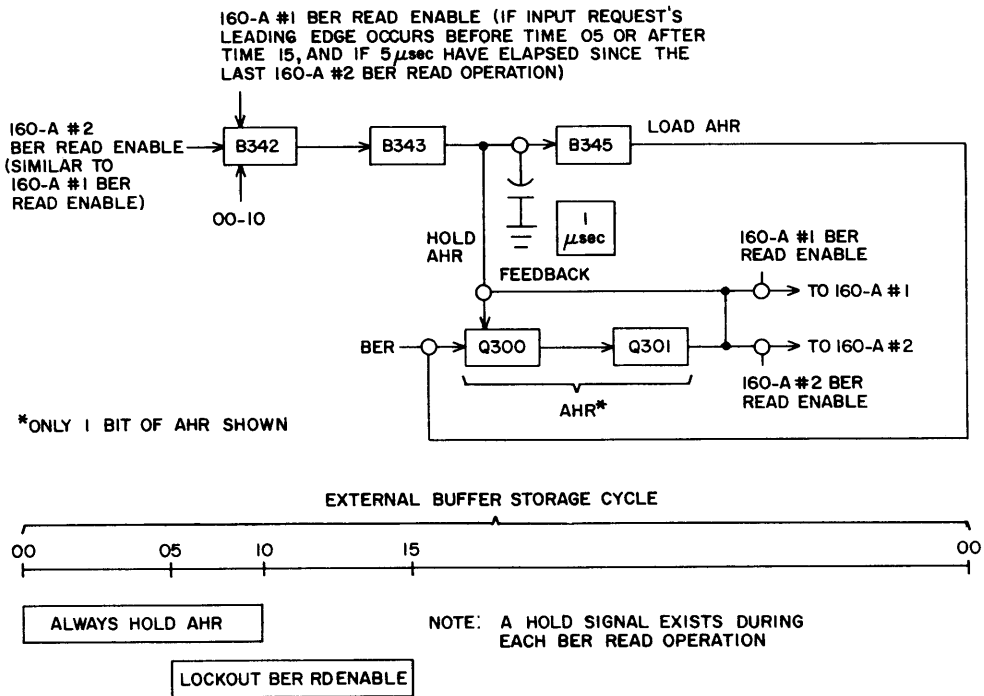 160-A #1 BER READ ENABLE (IF INPUT REQUEST'S
LEADING EDGE OCCURS BEFORE TIME 05 OR AFTER
TIME 15, AND IF 5 μsec HAVE ELAPSED SINCE THE
LAST 160-A #2 BER READ OPERATION)
160-A #2
BER READ ENABLE
(SIMILAR TO
160-A #1 BER
READ ENABLE)
B342
B343
B345
LOAD AHR
00-10
HOLD
AHR
1
μsec
FEEDBACK
160-A #1 BER
READ ENABLE
TO 160-A #1
BER
Q300
Q301
TO 160-A #2
160-A #2 BER
READ ENABLE
AHR*
*ONLY 1 BIT OF AHR SHOWN
EXTERNAL BUFFER STORAGE CYCLE
00 05 10 15 00
ALWAYS HOLD AHR
NOTE: A HOLD SIGNAL EXISTS DURING
EACH BER READ OPERATION
LOCKOUT BER RD ENABLE